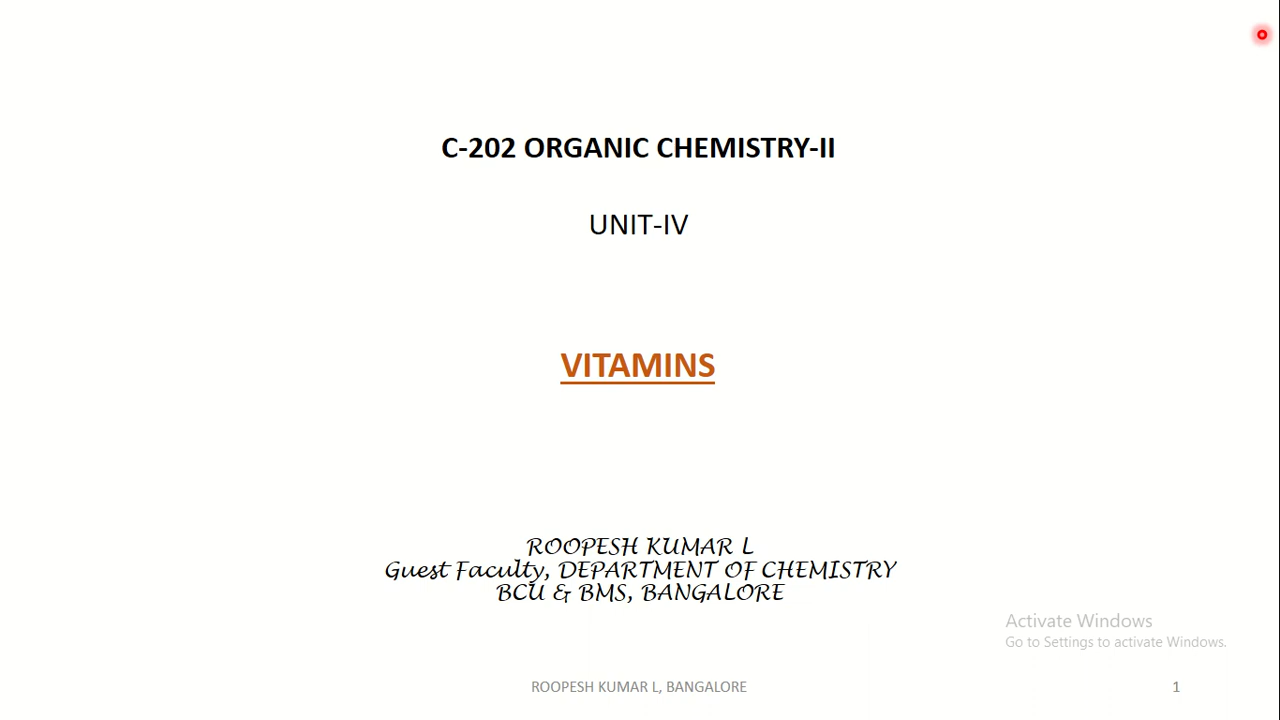 C-202 ORGANIC CHEMISTRY-II
UNIT-IV
VITAMINS
ROOPESH KUMAR L
Guest Faculty, DEPARTMENT OF CHEMISTRY
BCU & BMS, BANGALORE
Activate Windows
Go to Settings to activate Windows.
ROOPESH KUMAR L, BANGALORE
1